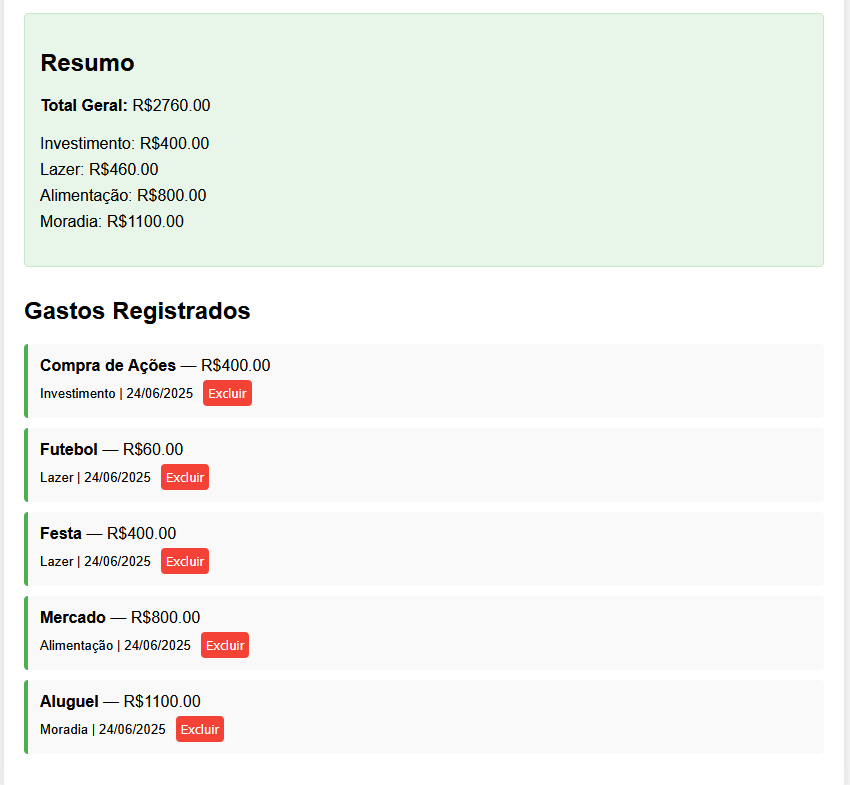 Resumo
Total Geral: R$2760.00
Investimento: R$400.00
Lazer: R$460.00
Alimentação: R$800.00
Moradia: R$1100.00
Gastos Registrados
Compra de Ações — R$400.00
Investimento | 24/06/2025 Excluir
Futebol — R$60.00
Lazer | 24/06/2025 Excluir
Festa — R$400.00
Lazer | 24/06/2025 Excluir
Mercado — R$800.00
Alimentação | 24/06/2025 Excluir
Aluguel — R$1100.00
Moradia | 24/06/2025 Excluir